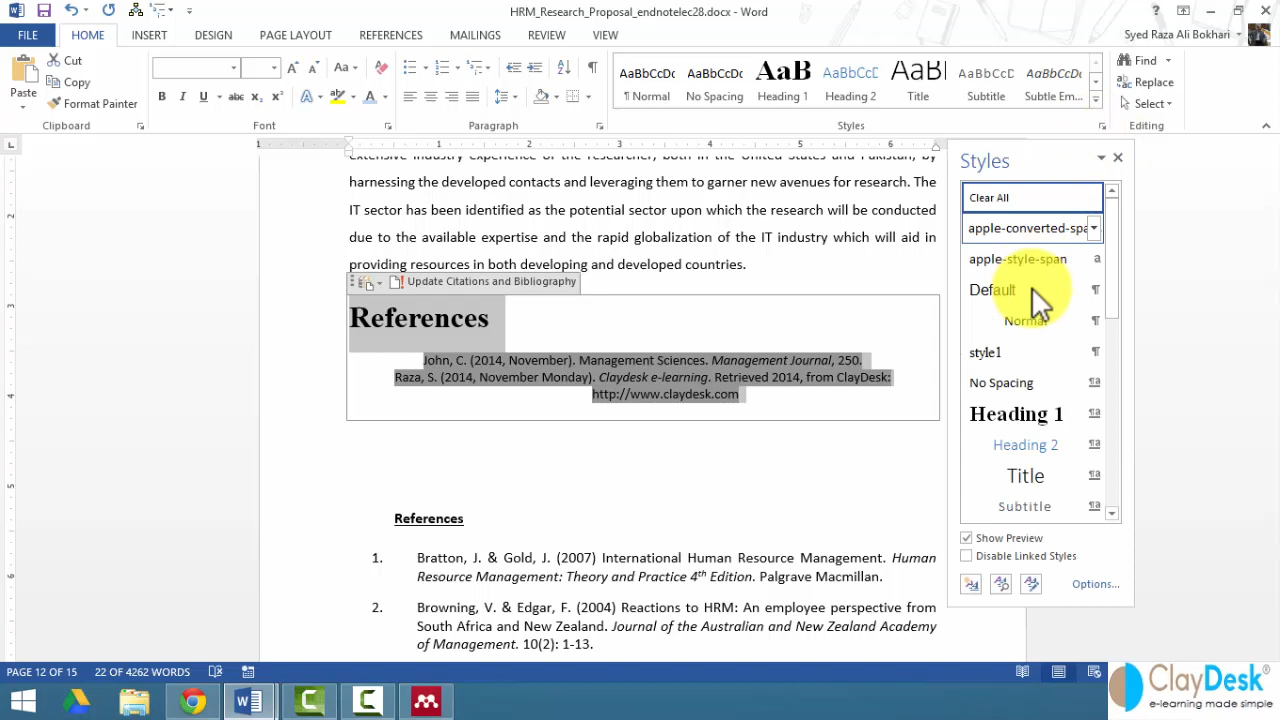 HRM_Research_Proposal_endnotelec28.docx - Word
FILE HOME INSERT DESIGN PAGE LAYOUT REFERENCES MAILINGS REVIEW VIEW Syed Raza Ali Bokhari
Paste
Cut
Copy
Format Painter
Clipboard
Font
Paragraph
AaBbCcDc AaBbCcDc AaBb AaBbCcD AaBl AaBbCcD AaBbCcDc
¶ Normal No Spacing Heading 1 Heading 2 Title Subtitle Subtle Em...
Styles
Find
Replace
Select
Editing
harnessing the developed contacts and leveraging them to garner new avenues for research. The
IT sector has been identified as the potential sector upon which the research will be conducted
due to the available expertise and the rapid globalization of the IT industry which will aid in
providing resources in both developing and developed countries.
Update Citations and Bibliography
References
John, C. (2014, November). Management Sciences. Management Journal, 250.
Raza, S. (2014, November Monday). Claydesk e-learning. Retrieved 2014, from ClayDesk:
http://www.claydesk.com
References
1. Bratton, J. & Gold, J. (2007) International Human Resource Management. Human
Resource Management: Theory and Practice 4th Edition. Palgrave Macmillan.
2. Browning, V. & Edgar, F. (2004) Reactions to HRM: An employee perspective from
South Africa and New Zealand. Journal of the Australian and New Zealand Academy
of Management. 10(2): 1-13.
Styles
Clear All
apple-converted-spa
apple-style-span a
Default ¶
Normal ¶
style1 ¶
No Spacing ¶a
Heading 1 ¶a
Heading 2 ¶a
Title ¶a
Subtitle ¶a
Show Preview
Disable Linked Styles
Options...
PAGE 12 OF 15 22 OF 4262 WORDS
ClayDesk
e-learning made simple